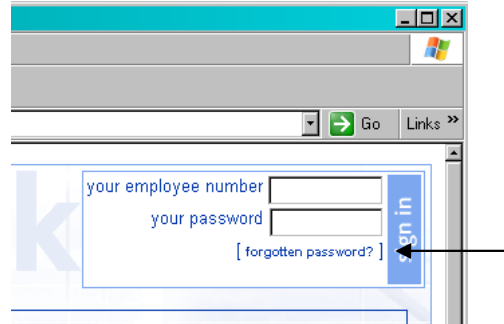 Go Links »
your employee number
your password
[ forgotten password? ]
sign in
k